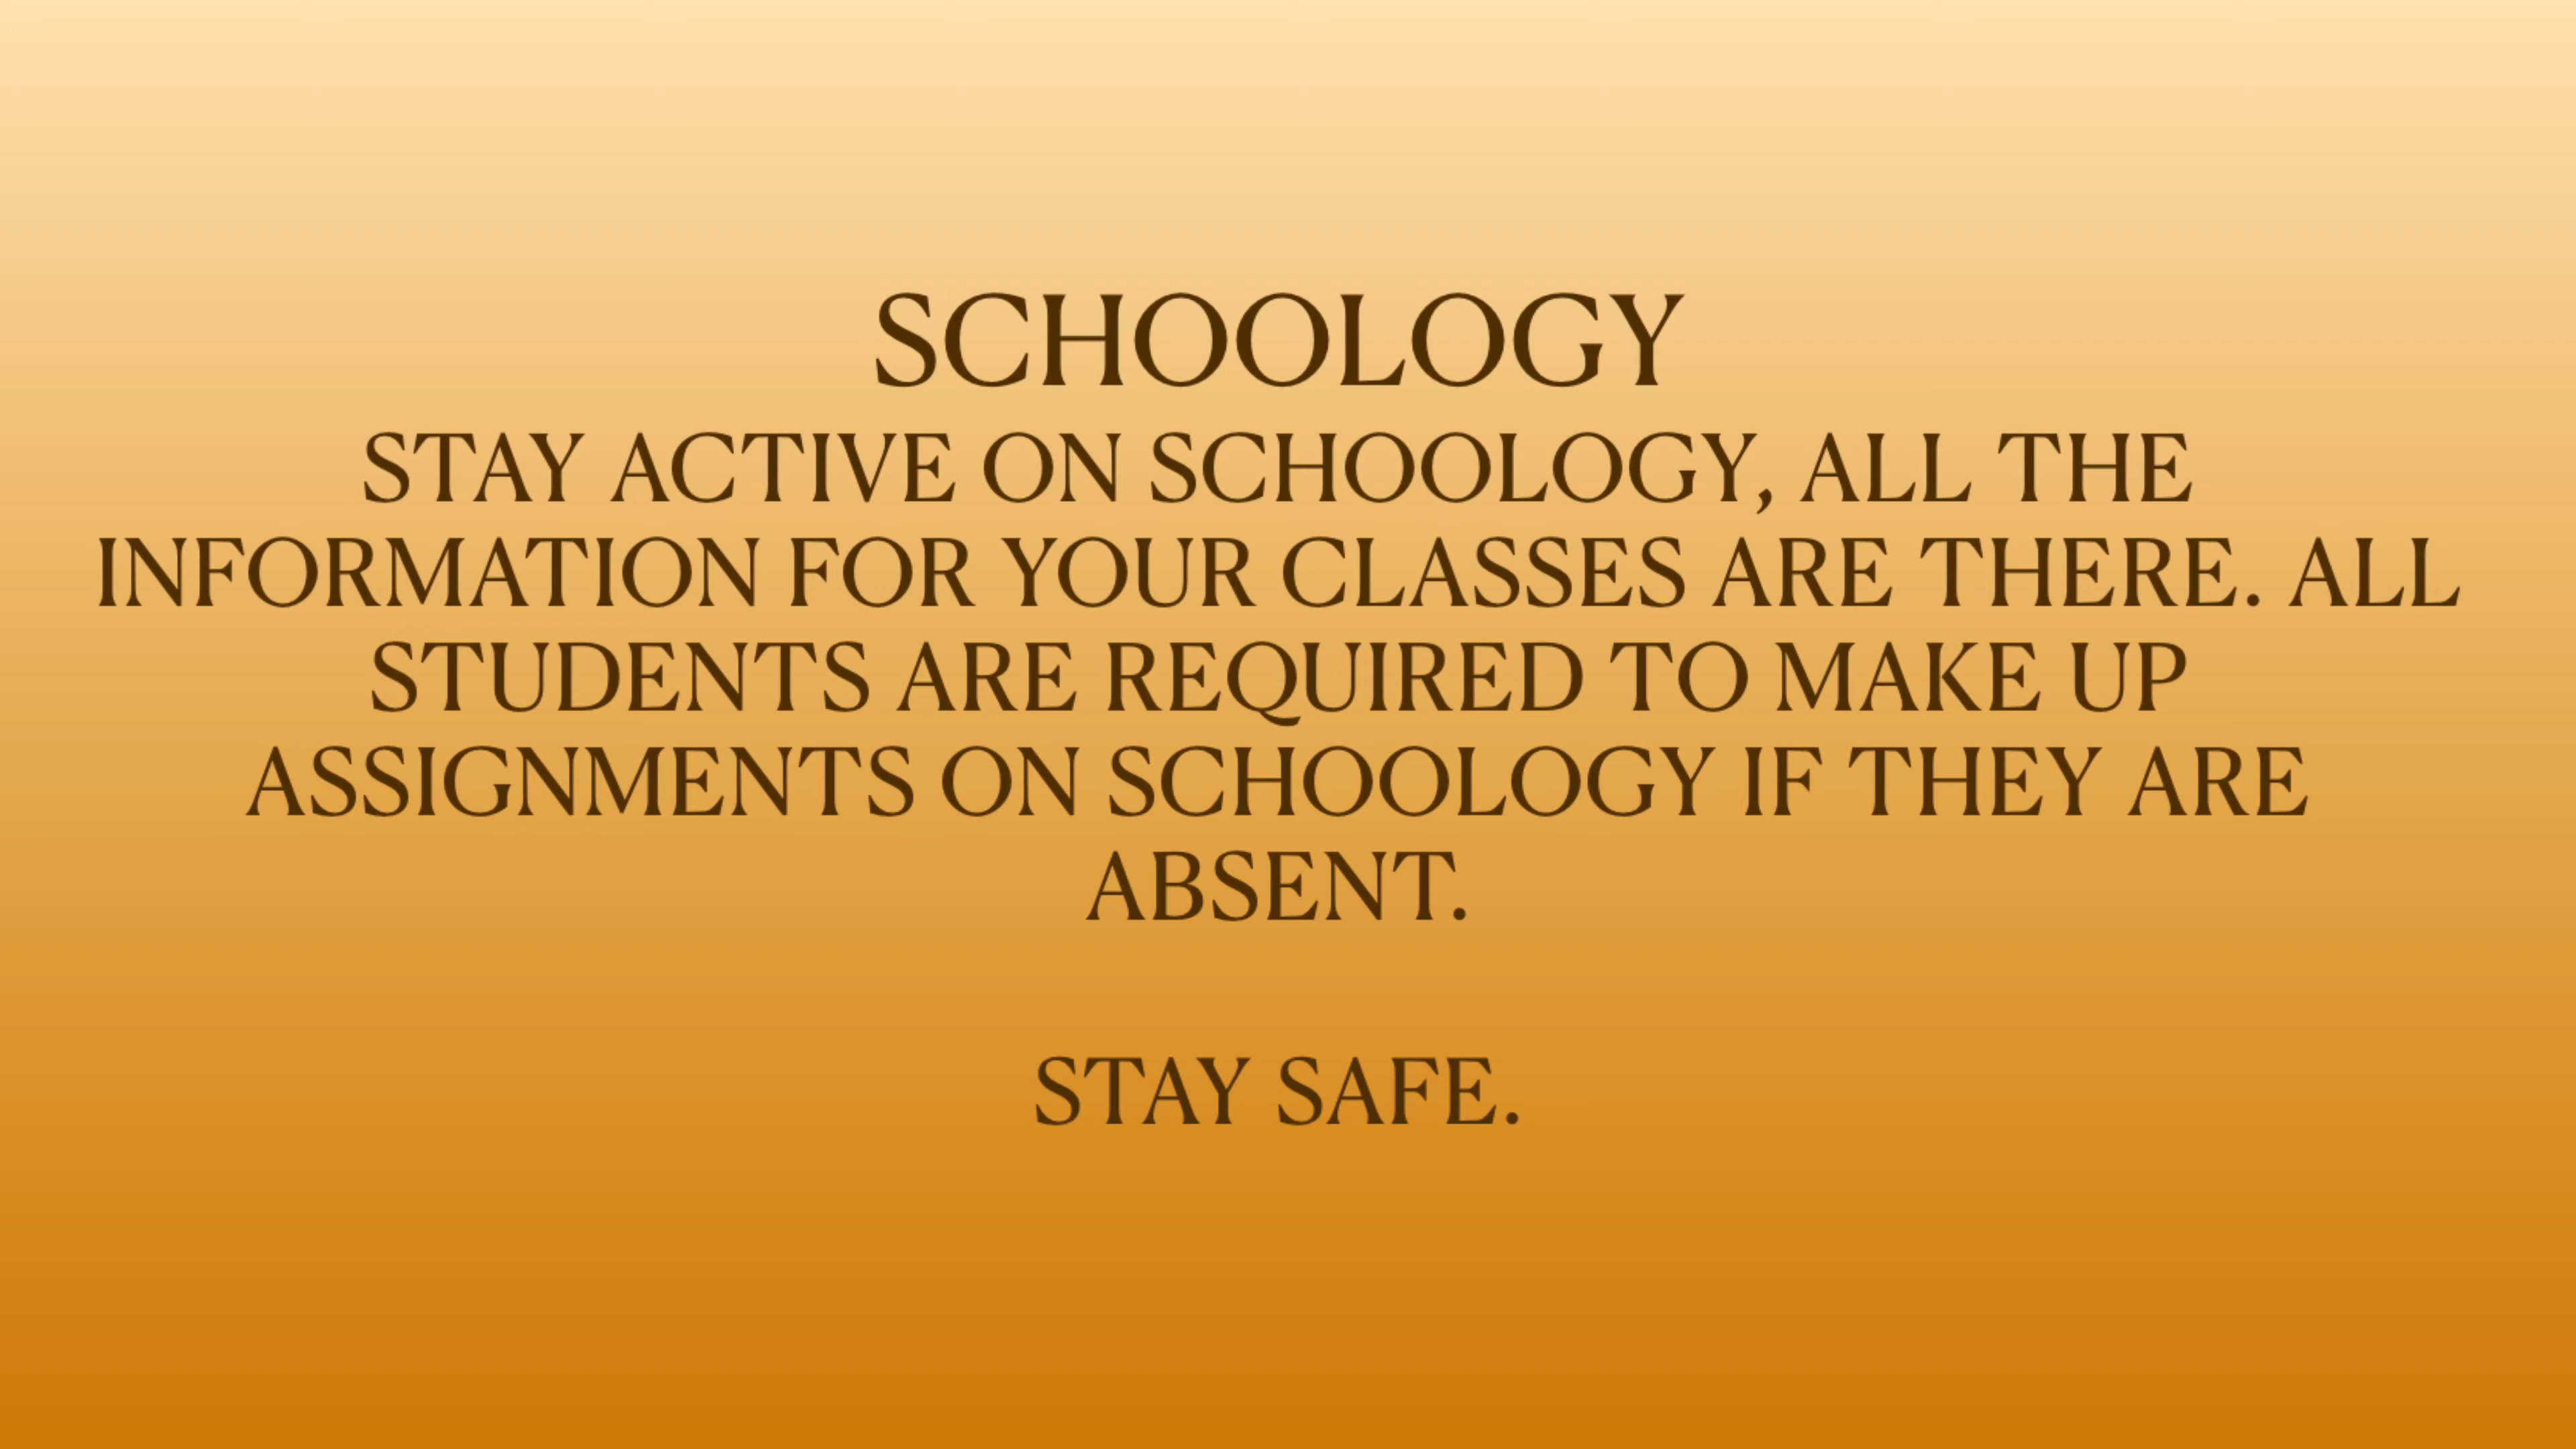 SCHOOLOGY
STAY ACTIVE ON SCHOOLOGY, ALL THE
INFORMATION FOR YOUR CLASSES ARE THERE. ALL
STUDENTS ARE REQUIRED TO MAKE UP
ASSIGNMENTS ON SCHOOLOGY IF THEY ARE
ABSENT.
STAY SAFE.